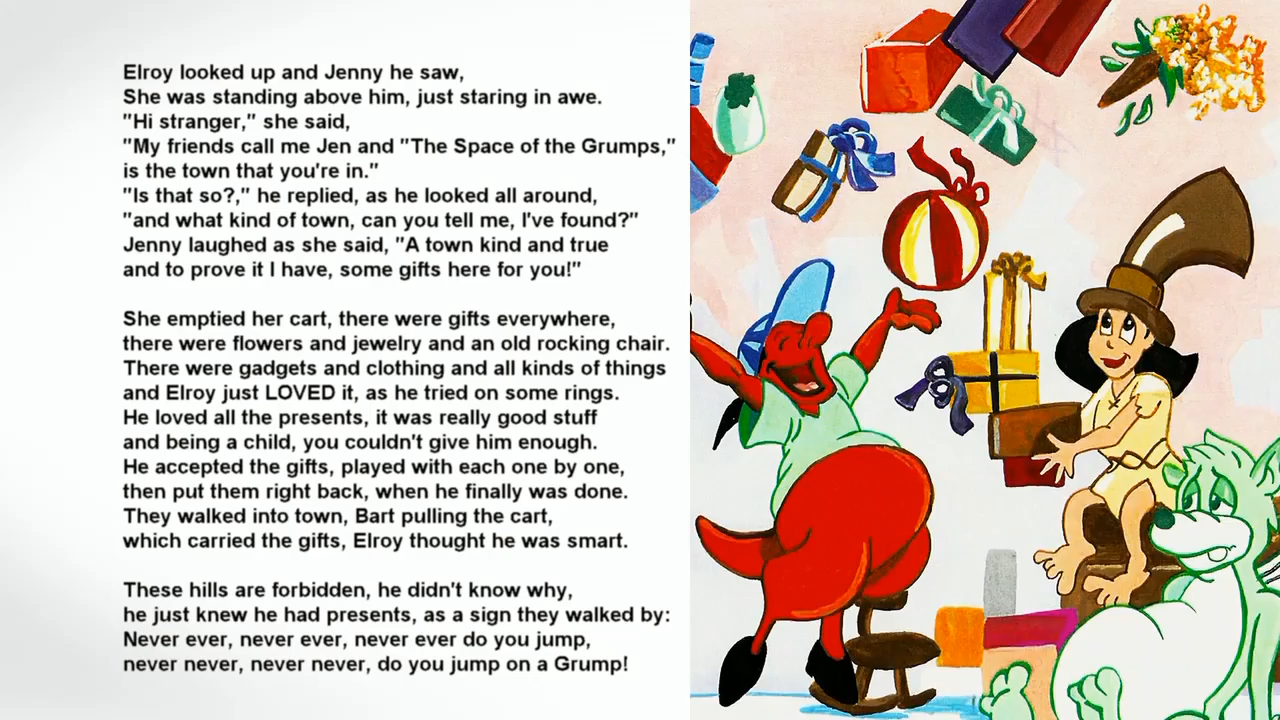 Elroy looked up and Jenny he saw,
She was standing above him, just staring in awe.
"Hi stranger," she said,
"My friends call me Jen and "The Space of the Grumps,"
is the town that you're in."
"Is that so?," he replied, as he looked all around,
"and what kind of town, can you tell me, I've found?"
Jenny laughed as she said, "A town kind and true
and to prove it I have, some gifts here for you!"
She emptied her cart, there were gifts everywhere,
there were flowers and jewelry and an old rocking chair.
There were gadgets and clothing and all kinds of things
and Elroy just LOVED it, as he tried on some rings.
He loved all the presents, it was really good stuff
and being a child, you couldn't give him enough.
He accepted the gifts, played with each one by one,
then put them right back, when he finally was done.
They walked into town, Bart pulling the cart,
which carried the gifts, Elroy thought he was smart.
These hills are forbidden, he didn't know why,
he just knew he had presents, as a sign they walked by:
Never ever, never ever, never ever do you jump,
never never, never never, do you jump on a Grump!